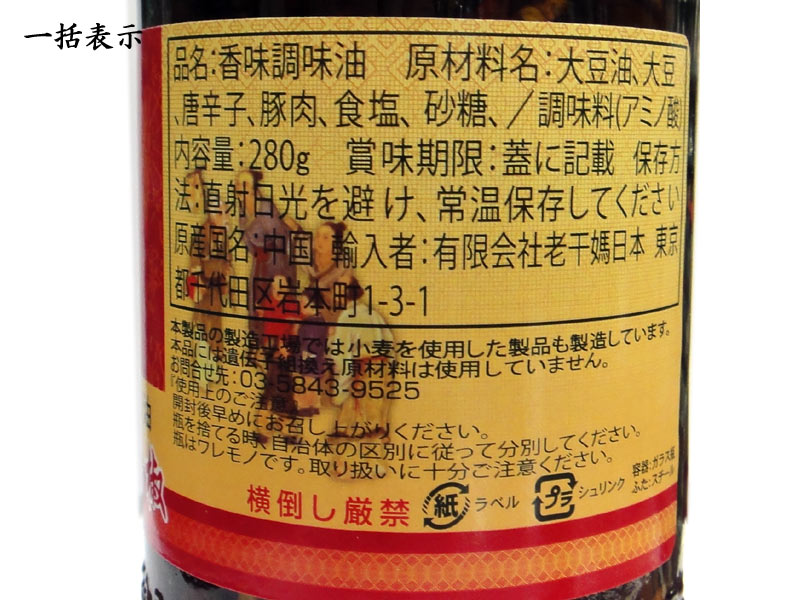 一括表示
品名:香味調味油　原材料名:大豆油、大豆
、唐辛子、豚肉、食塩、砂糖、/調味料(アミノ酸)
内容量:280g　賞味期限:蓋に記載　保存方
法:直射日光を避け、常温保存してください
原産国名:中国　輸入者:有限会社老干媽日本 東京
都千代田区岩本町1-3-1
本製品の製造工場では小麦を使用した製品も製造しています。
本品には遺伝子組換え原材料は使用していません。
お問合せ先:03-5843-9525
『使用上のご注意』
開封後早めにお召し上がりください。
瓶を捨てる時、自治体の区別に従って分別してください。
瓶はワレモノです。取り扱いに十分ご注意ください。
横倒し厳禁 紙 ラベル プラ シュリンク
容器:ガラス瓶
ふた:スチール